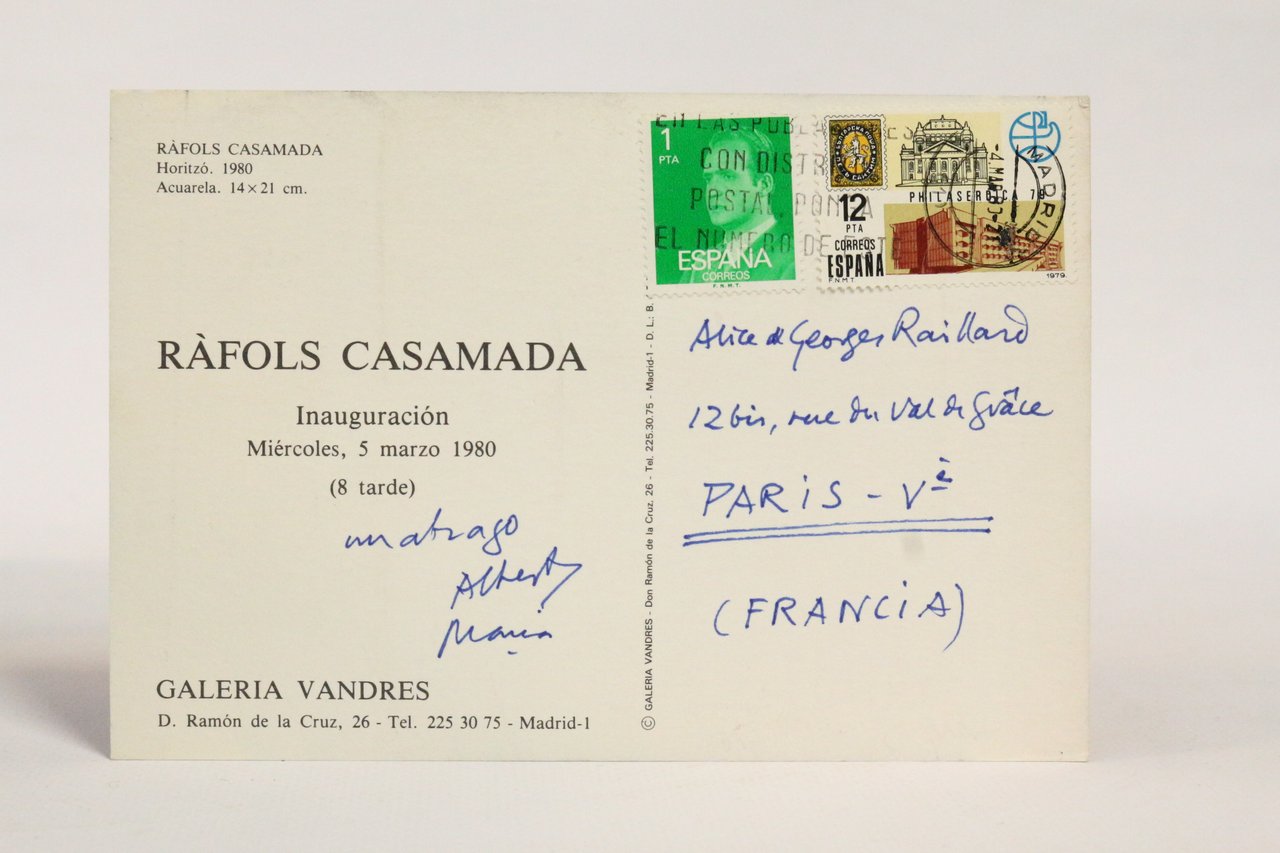 RÀFOLS CASAMADA
Horitzó. 1980
Acuarela. 14 × 21 cm.
RÀFOLS CASAMADA
Inauguración
Miércoles, 5 marzo 1980
(8 tarde)
Albert
Maria
GALERIA VANDRES
D. Ramón de la Cruz, 26 - Tel. 225 30 75 - Madrid-1
© GALERIA VANDRES - Don Ramón de la Cruz, 26 - Tel. 225.30.75 - Madrid-1 - D. L.: B.
1
PTA
ESPAÑA
CORREOS
F.N.M.T.
EN LAS
CON DISTR
POSTAL PONGA
EL NUMERO DE
PHILASERDICA 79
12
PTA
CORREOS
ESPAÑA
F.N.M.T.
1979
MADRID
Alice et Georges Raillard
12 bis, rue du Val de Grâce
PARIS - Vè
(FRANCIA)